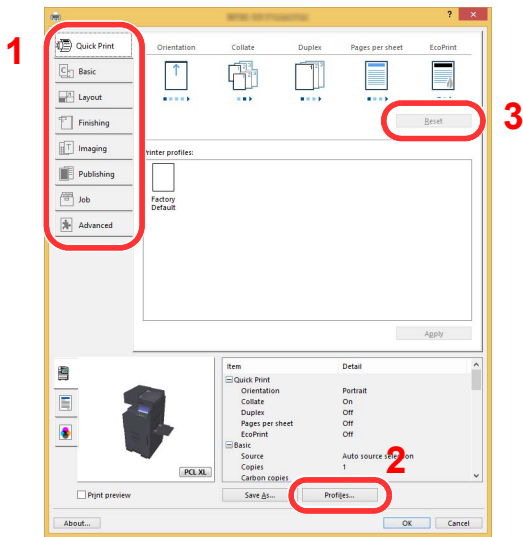 ?
1
Quick Print
Basic
Layout
Finishing
Imaging
Publishing
Job
Advanced
Orientation Collate Duplex Pages per sheet EcoPrint
Reset
3
Printer profiles:
Factory
Default
Apply
Item Detail
Quick Print
Orientation Portrait
Collate On
Duplex Off
Pages per sheet Off
EcoPrint Off
Basic
Source Auto source selection
Copies 1
Carbon copies
2
PCL XL
Print preview
Save As...
Profiles...
About...
OK
Cancel